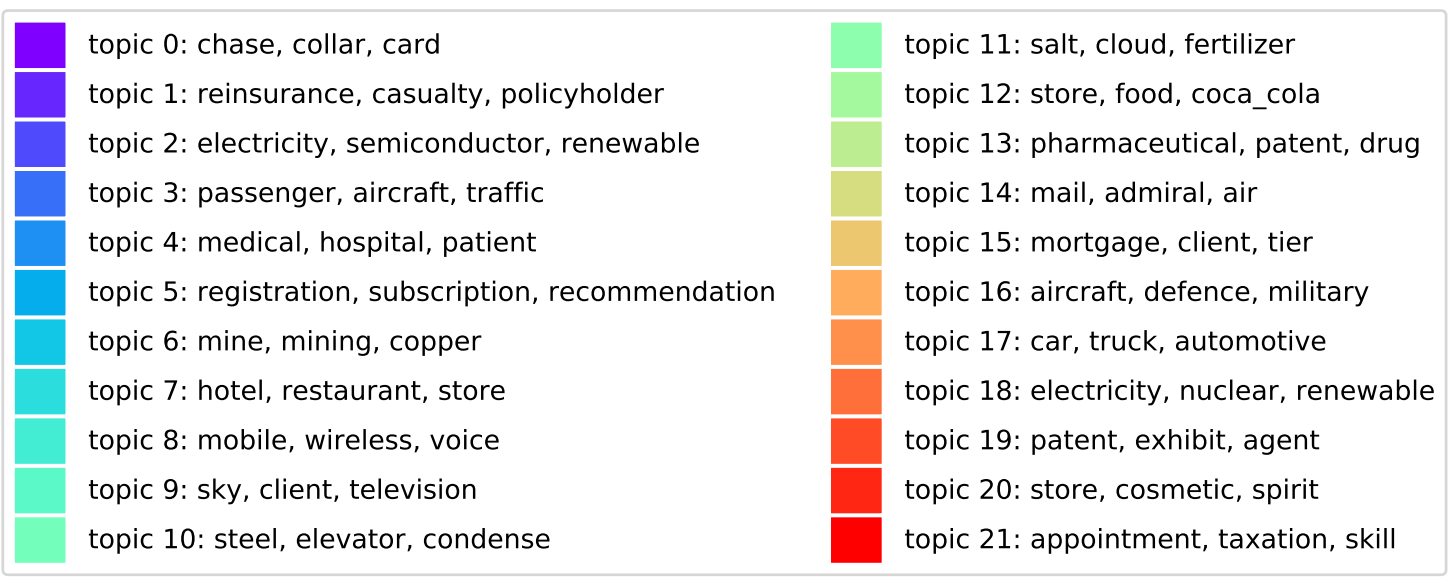 topic 0: chase, collar, card
topic 1: reinsurance, casualty, policyholder
topic 2: electricity, semiconductor, renewable
topic 3: passenger, aircraft, traffic
topic 4: medical, hospital, patient
topic 5: registration, subscription, recommendation
topic 6: mine, mining, copper
topic 7: hotel, restaurant, store
topic 8: mobile, wireless, voice
topic 9: sky, client, television
topic 10: steel, elevator, condense
topic 11: salt, cloud, fertilizer
topic 12: store, food, coca_cola
topic 13: pharmaceutical, patent, drug
topic 14: mail, admiral, air
topic 15: mortgage, client, tier
topic 16: aircraft, defence, military
topic 17: car, truck, automotive
topic 18: electricity, nuclear, renewable
topic 19: patent, exhibit, agent
topic 20: store, cosmetic, spirit
topic 21: appointment, taxation, skill